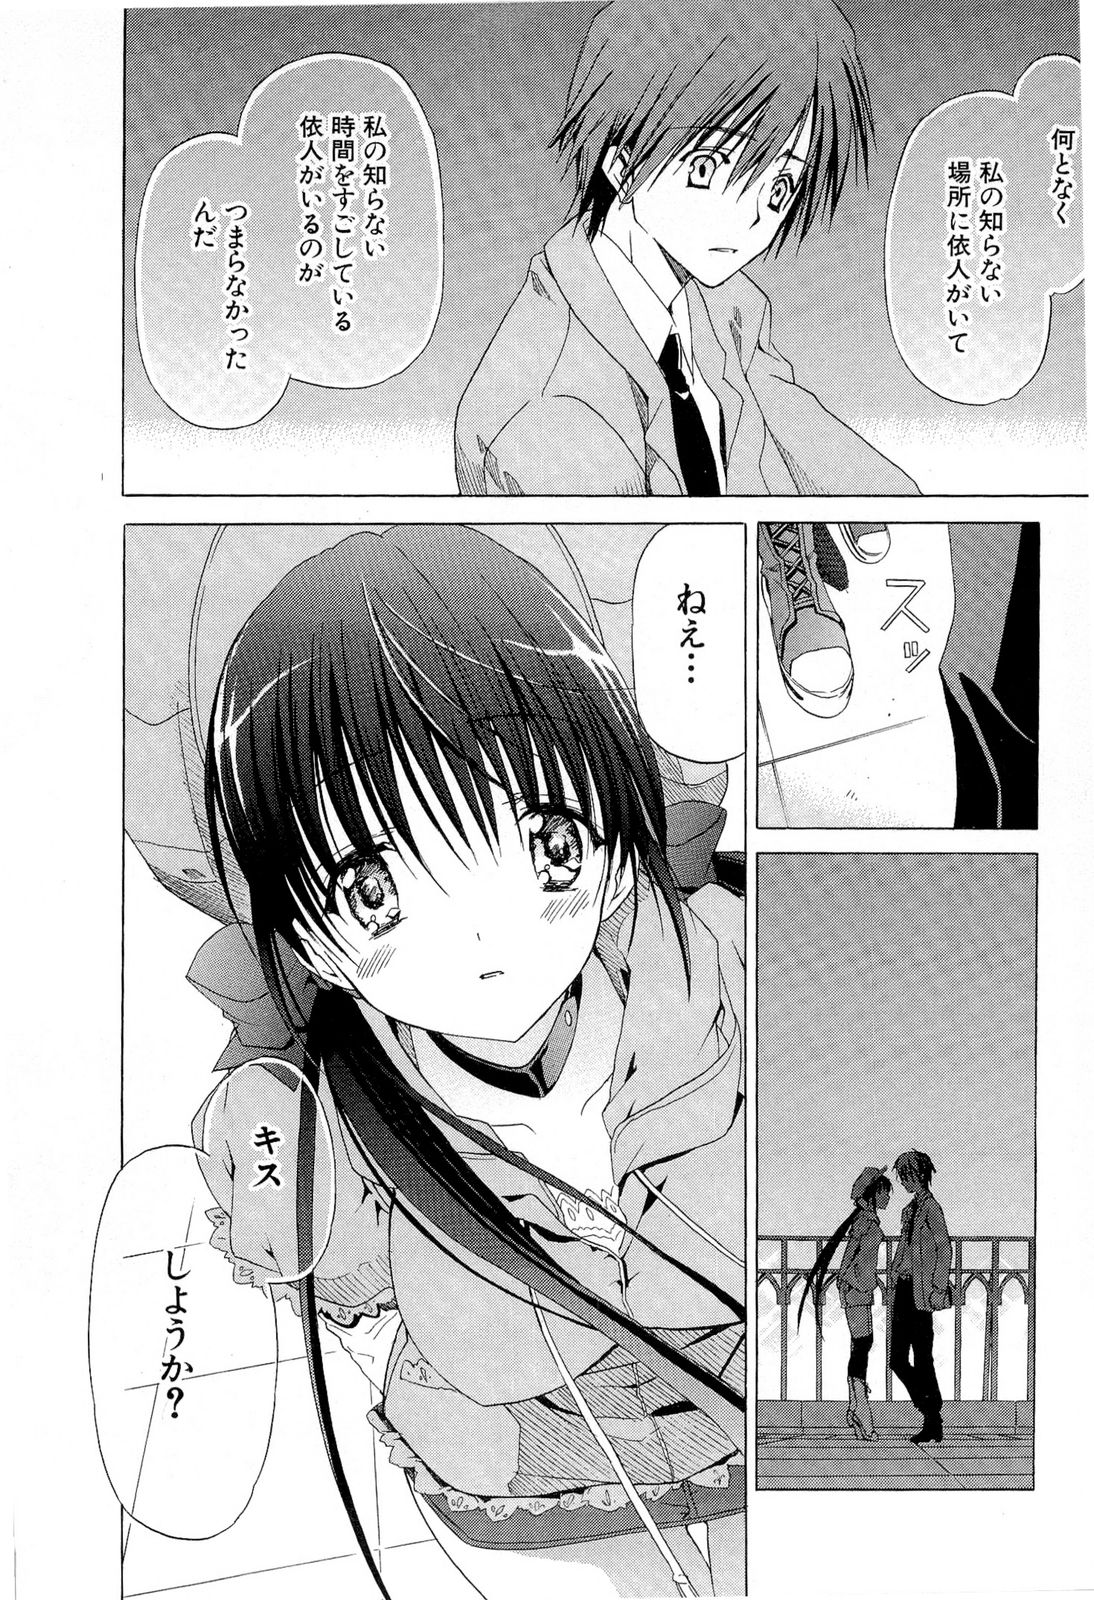 何となく
私の知らない
場所に依人がいて
私の知らない
時間をすごしている
依人がいるのが
つまらなかった
んだ
スッ
ねえ…
キス
しようか?